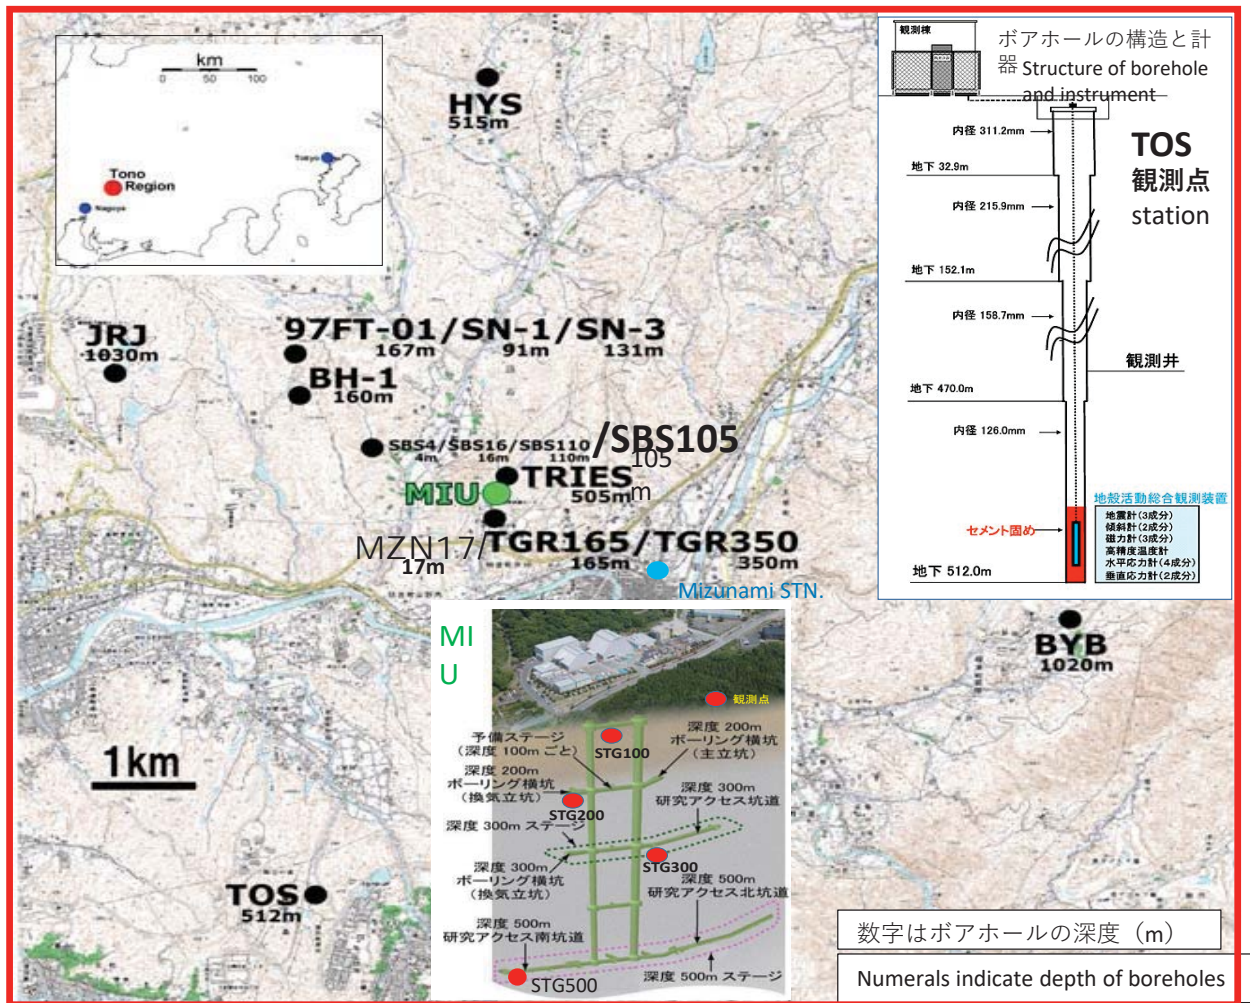 km
0 50 100
Tono
Region
Tokyo
Nagoya
HYS
515m
JRJ
1030m
97FT-01/SN-1/SN-3
167m 91m 131m
BH-1
160m
SBS4/SBS16/SBS110/SBS105
4m 16m 110m 105
m
TRIES
505m
MIU
MZN17/TGR165/TGR350
17m 165m 350m
Mizunami STN.
BYB
1020m
1km
TOS
512m
観測棟
ボアホールの構造と計
器 Structure of borehole
and instrument
内径 311.2mm
TOS
観測点
station
地下 32.9m
内径 215.9mm
地下 152.1m
内径 158.7mm
観測井
地下 470.0m
内径 126.0mm
地殻活動総合観測装置
地震計(3成分)
傾斜計(2成分)
磁力計(3成分)
高精度温度計
水平応力計(4成分)
垂直応力計(2成分)
セメント固め
地下 512.0m
MI
U
観測点
予備ステージ
(深度 100m ごと)
STG100
深度 200m
ボーリング横坑
(主立坑)
深度 200m
ボーリング横坑
(換気立坑)
STG200
深度 300m
研究アクセス坑道
深度 300m ステージ
STG300
深度 300m
ボーリング横坑
(換気立坑)
深度 500m
研究アクセス北坑道
深度 500m
研究アクセス南坑道
STG500
深度 500m ステージ
数字はボアホールの深度（m）
Numerals indicate depth of boreholes